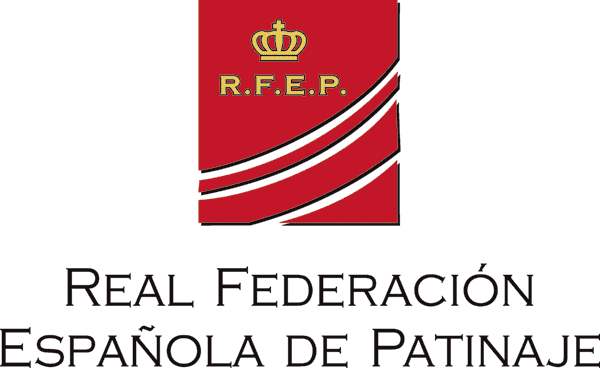 R.F.E.P.
REAL FEDERACIÓN
ESPAÑOLA DE PATINAJE